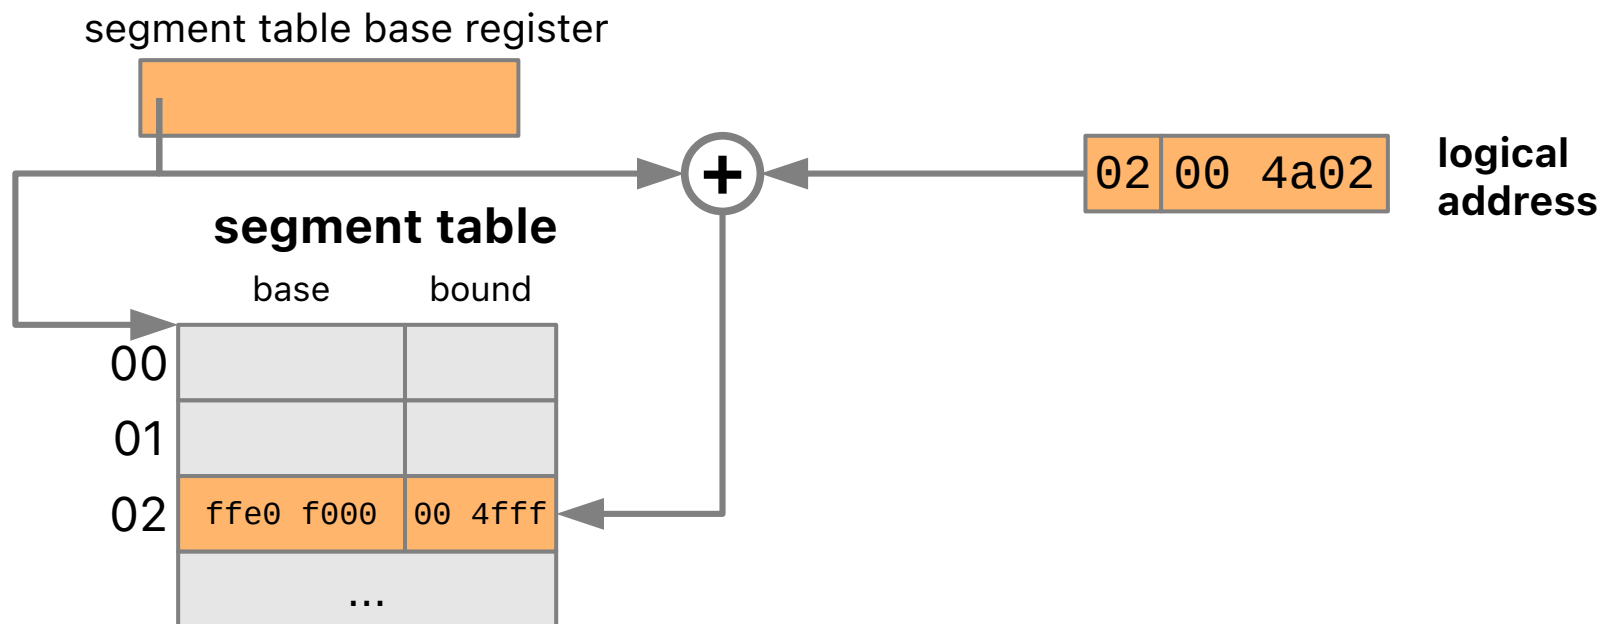 segment table base register
+
02 00 4a02
logical
address
segment table
base bound
00
01
02 ffe0 f000 00 4fff
...